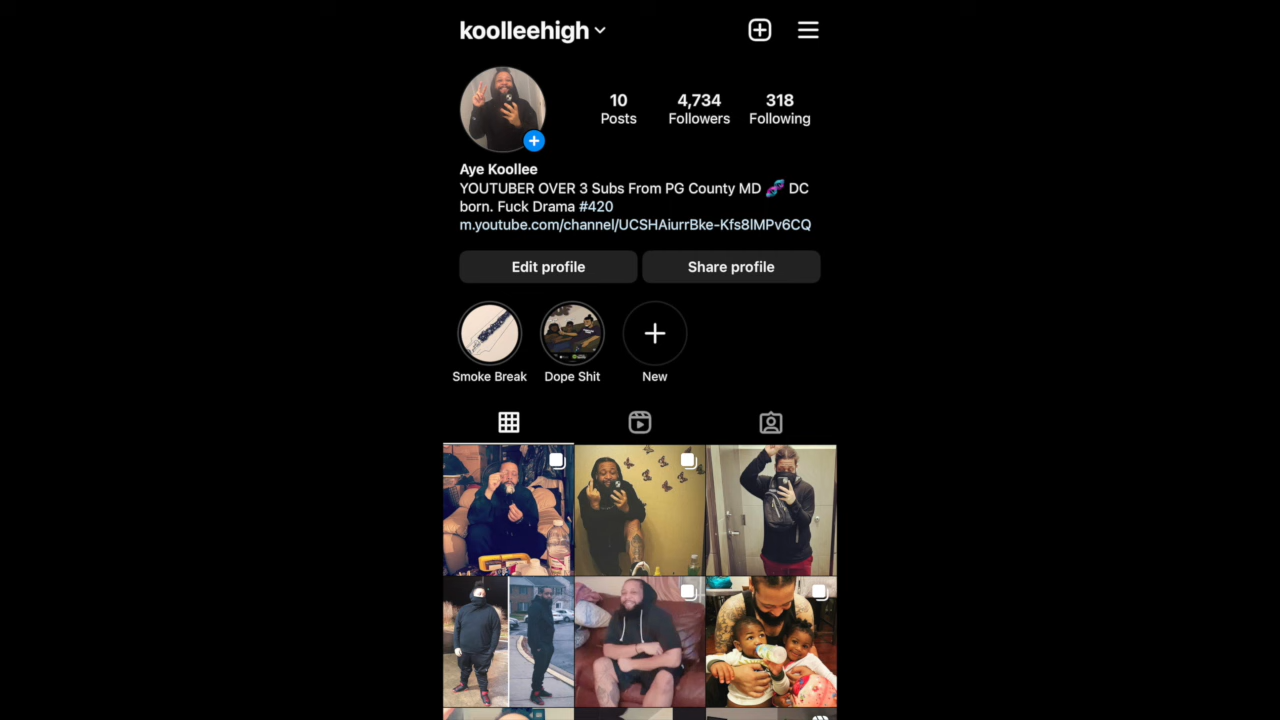 koolleehigh
10 4,734 318
Posts Followers Following
Aye Koollee
YOUTUBER OVER 3 Subs From PG County MD 🧬 DC
born. Fuck Drama #420
m.youtube.com/channel/UCSHAiurrBke-Kfs8lMPv6CQ
Edit profile Share profile
Smoke Break Dope Shit New